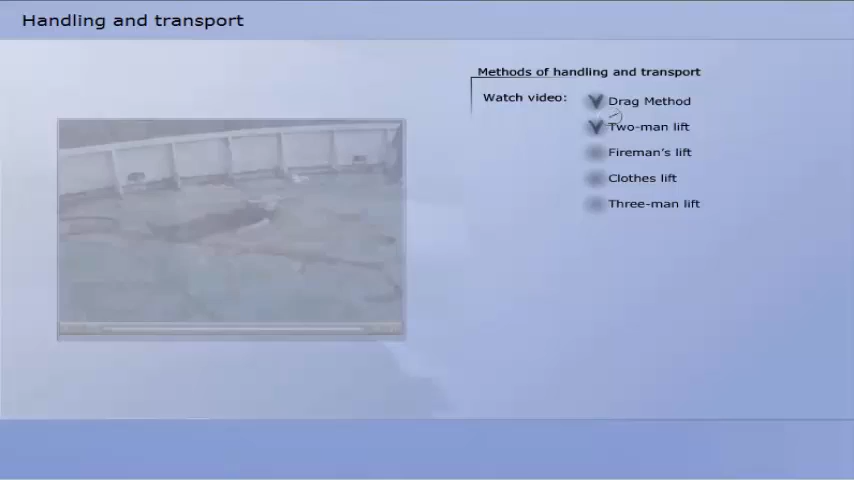 Handling and transport
Methods of handling and transport
Watch video:
Drag Method
Two-man lift
Fireman's lift
Clothes lift
Three-man lift